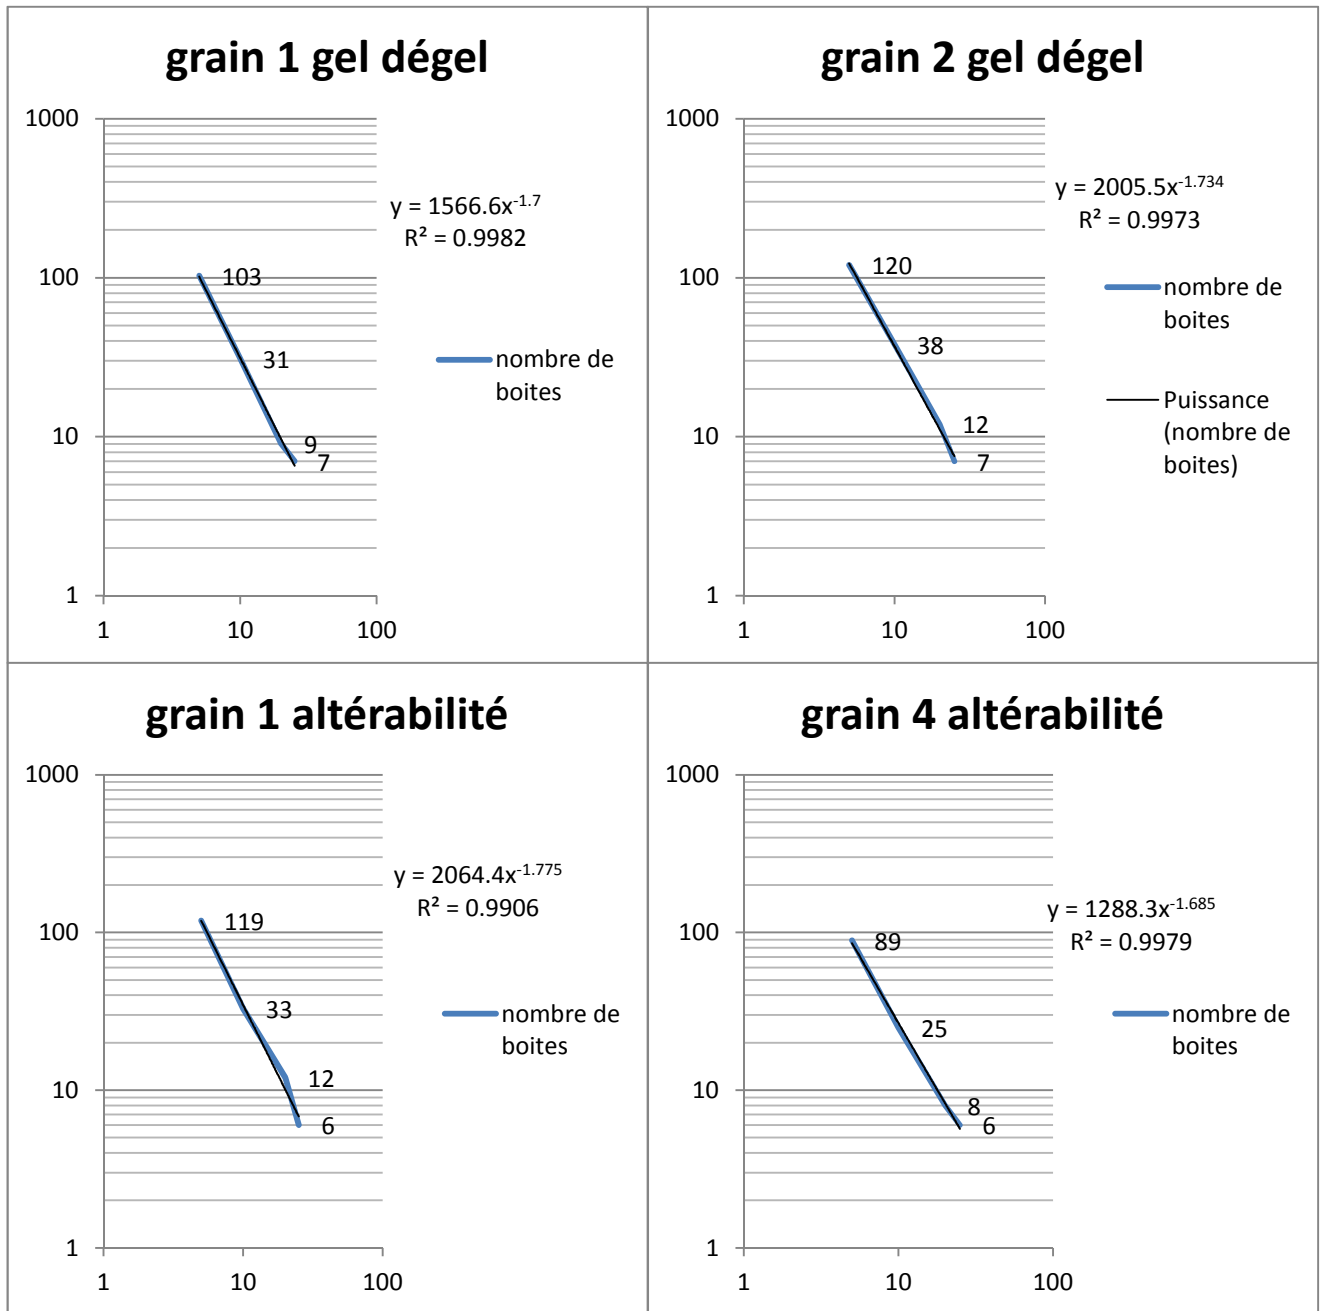 grain 1 gel dégel
1000
100
10
1
1
10
100
103
31
9
7
y = 1566.6x-1.7
R² = 0.9982
nombre de
boites
grain 2 gel dégel
1000
100
10
1
1
10
100
120
38
12
7
y = 2005.5x-1.734
R² = 0.9973
nombre de
boites
Puissance
(nombre de
boites)
grain 1 altérabilité
1000
100
10
1
1
10
100
119
33
12
6
y = 2064.4x-1.775
R² = 0.9906
nombre de
boites
grain 4 altérabilité
1000
100
10
1
1
10
100
89
25
8
6
y = 1288.3x-1.685
R² = 0.9979
nombre de
boites